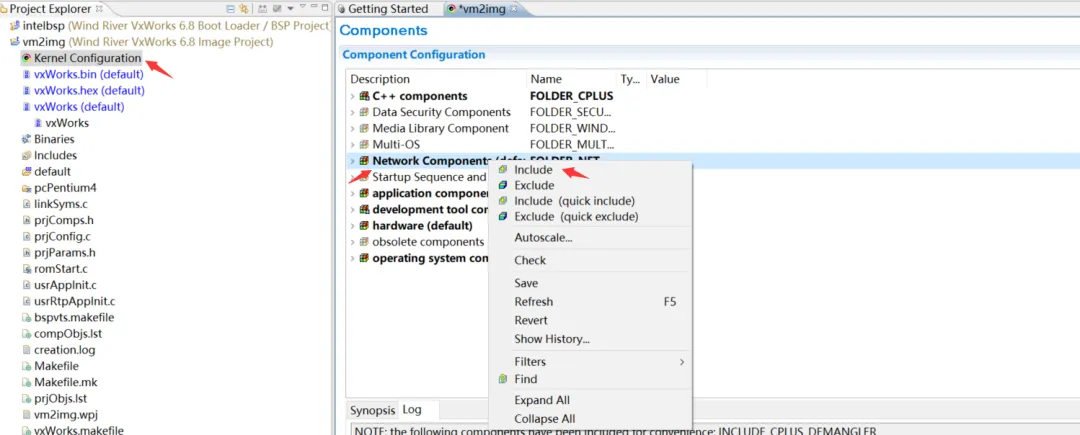 Project Explorer
intelbsp (Wind River VxWorks 6.8 Boot Loader / BSP Project)
vm2img (Wind River VxWorks 6.8 Image Project)
Kernel Configuration
vxWorks.bin (default)
vxWorks.hex (default)
vxWorks (default)
vxWorks
Binaries
Includes
default
pcPentium4
linkSyms.c
prjComps.h
prjConfig.c
prjParams.h
romStart.c
usrAppInit.c
usrRtpAppInit.c
bspvts.makefile
compObjs.lst
creation.log
Makefile
Makefile.mk
prjObjs.lst
vm2img.wpj
vxWorks.makefile
Getting Started
*vm2img
Components
Component Configuration
Description Name Ty... Value
C++ components FOLDER_CPLUS
Data Security Components FOLDER_SECU...
Media Library Component FOLDER_WIND...
Multi-OS FOLDER_MULT...
Network Components (defau FOLDER_NET
Startup Sequence and
application compone
development tool con
hardware (default)
obsolete components
operating system con
Include
Exclude
Include (quick include)
Exclude (quick exclude)
Autoscale...
Check
Save
Refresh F5
Revert
Show History...
Filters
Find
Expand All
Collapse All
Synopsis Log
NOTE: the following components have been included for convenience: INCLUDE_CPLUS_DEMANGLER